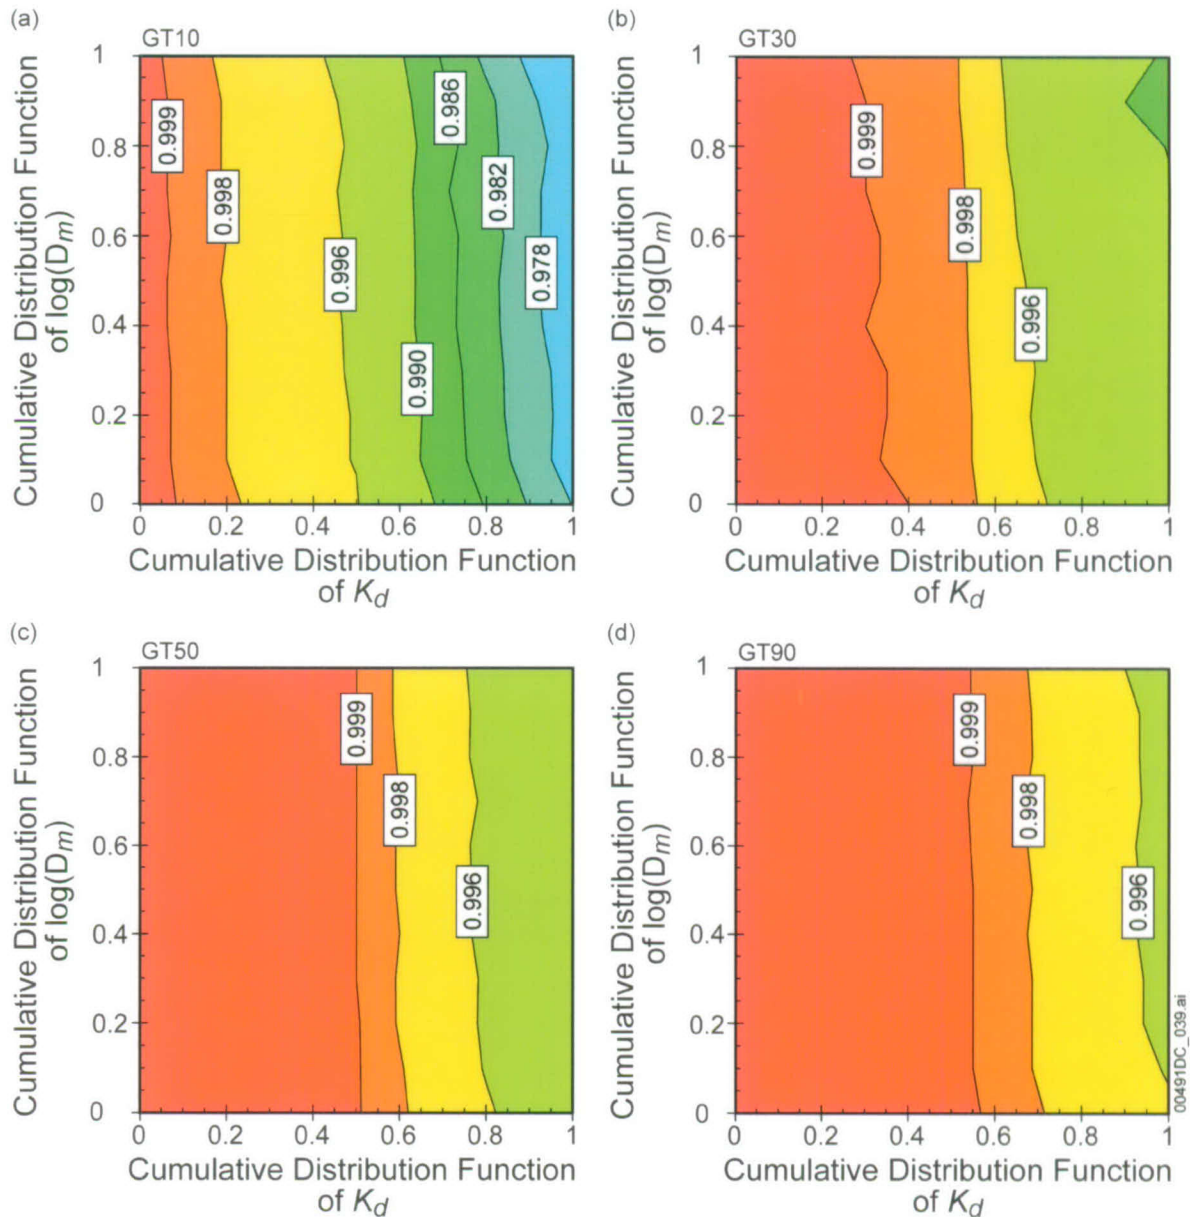 (a)
GT10
Cumulative Distribution Function
of log(Dm)
1
0.8
0.6
0.4
0.2
0
0.999
0.998
0.996
0.990
0.986
0.982
0.978
0 0.2 0.4 0.6 0.8 1
Cumulative Distribution Function
of Kd
(b)
GT30
Cumulative Distribution Function
of log(Dm)
1
0.8
0.6
0.4
0.2
0
0.999
0.998
0.996
0 0.2 0.4 0.6 0.8 1
Cumulative Distribution Function
of Kd
(c)
GT50
Cumulative Distribution Function
of log(Dm)
1
0.8
0.6
0.4
0.2
0
0.999
0.998
0.996
0 0.2 0.4 0.6 0.8 1
Cumulative Distribution Function
of Kd
(d)
GT90
Cumulative Distribution Function
of log(Dm)
1
0.8
0.6
0.4
0.2
0
0.999
0.998
0.996
0 0.2 0.4 0.6 0.8 1
Cumulative Distribution Function
of Kd
00491DC_039.ai